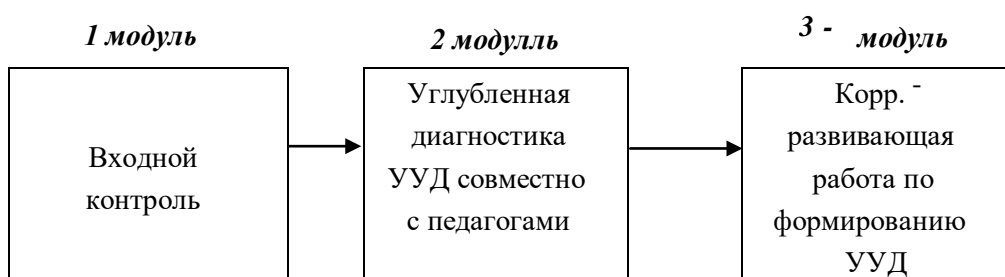 1 модуль
2 модулль
3 - модуль
Входной
контроль
Углубленная
диагностика
УУД совместно
с педагогами
Корр. -
развивающая
работа по
формированию
УУД